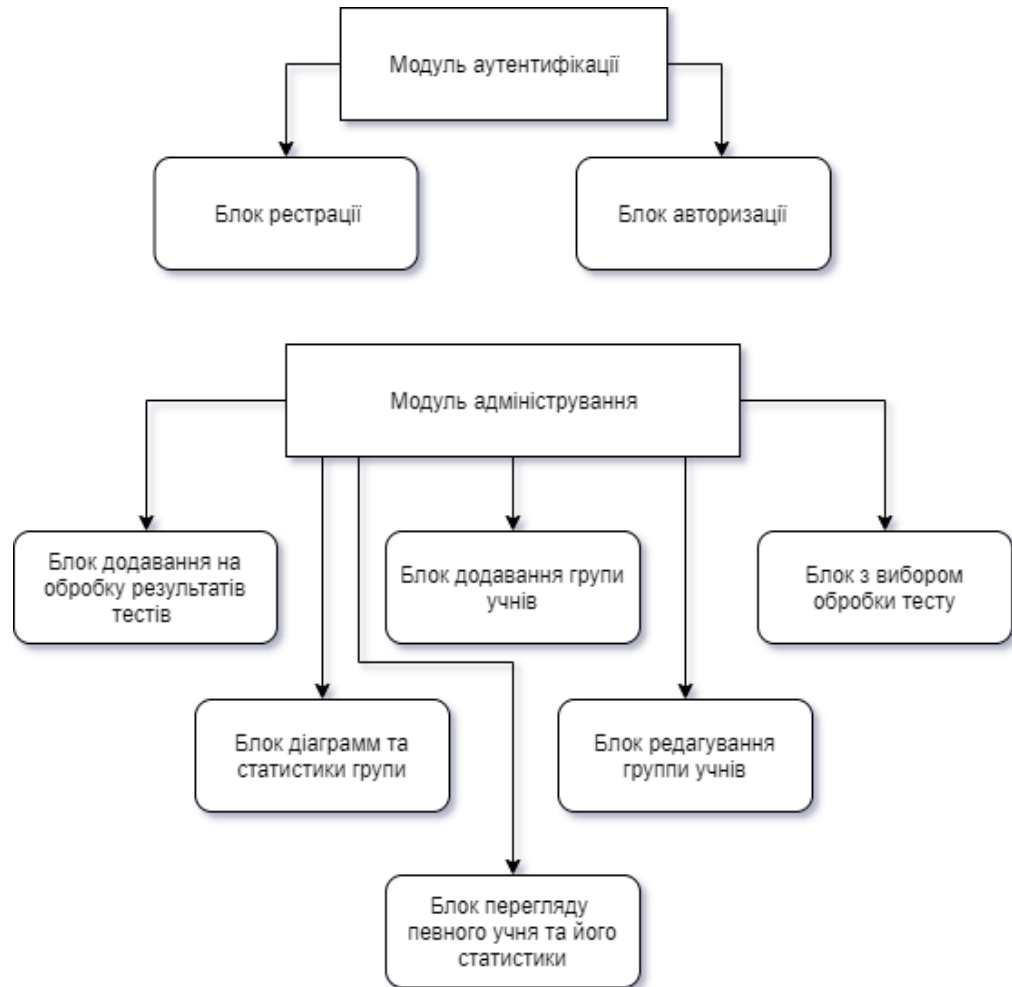 Модуль аутентифікації
Блок рестрації
Блок авторизації
Модуль адміністрування
Блок додавання на
обробку результатів
тестів
Блок додавання групи
учнів
Блок з вибором
обробки тесту
Блок діаграмм та
статистики групи
Блок редагування
группи учнів
Блок перегляду
певного учня та його
статистики